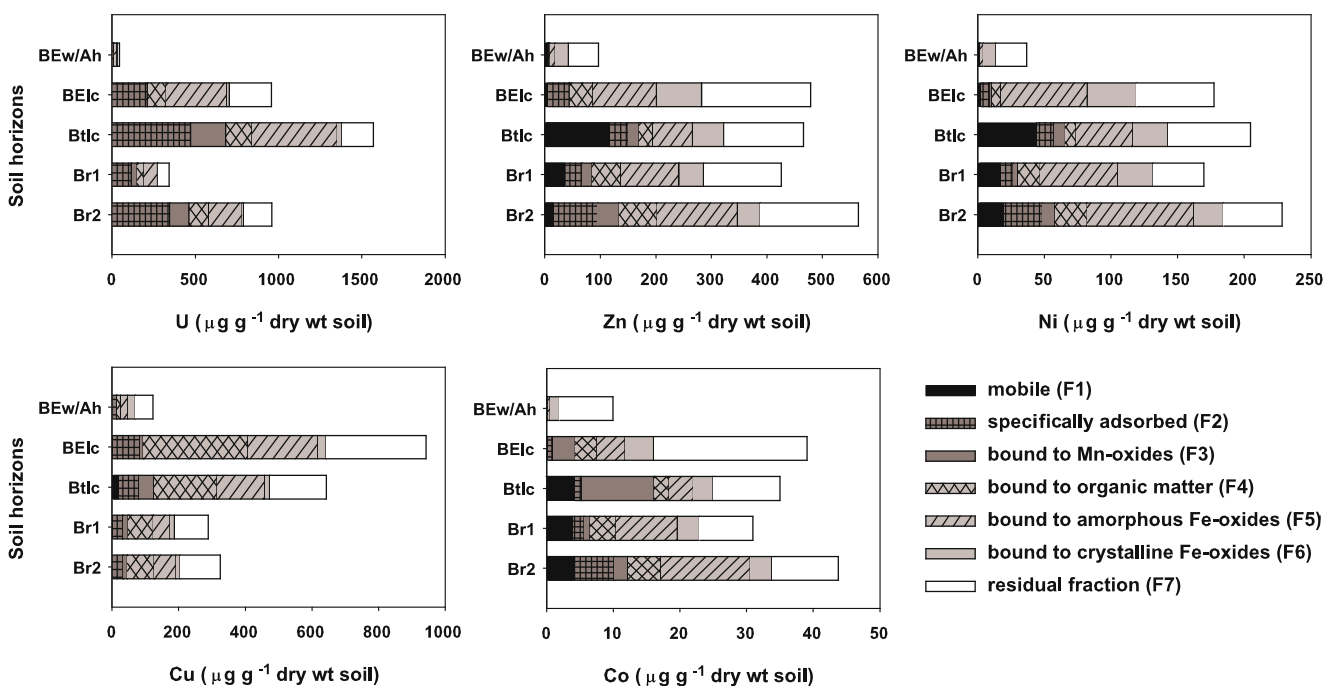 Soil horizons
BEw/Ah
BElc
Btlc
Br1
Br2
0 500 1000 1500 2000
U ( μg g -1 dry wt soil)
BEw/Ah
BElc
Btlc
Br1
Br2
0 100 200 300 400 500 600
Zn ( μg g -1 dry wt soil)
BEw/Ah
BElc
Btlc
Br1
Br2
0 50 100 150 200 250
Ni ( μg g -1 dry wt soil)
Soil horizons
BEw/Ah
BElc
Btlc
Br1
Br2
0 200 400 600 800 1000
Cu ( μg g -1 dry wt soil)
BEw/Ah
BElc
Btlc
Br1
Br2
0 10 20 30 40 50
Co ( μg g -1 dry wt soil)
mobile (F1)
specifically adsorbed (F2)
bound to Mn-oxides (F3)
bound to organic matter (F4)
bound to amorphous Fe-oxides (F5)
bound to crystalline Fe-oxides (F6)
residual fraction (F7)